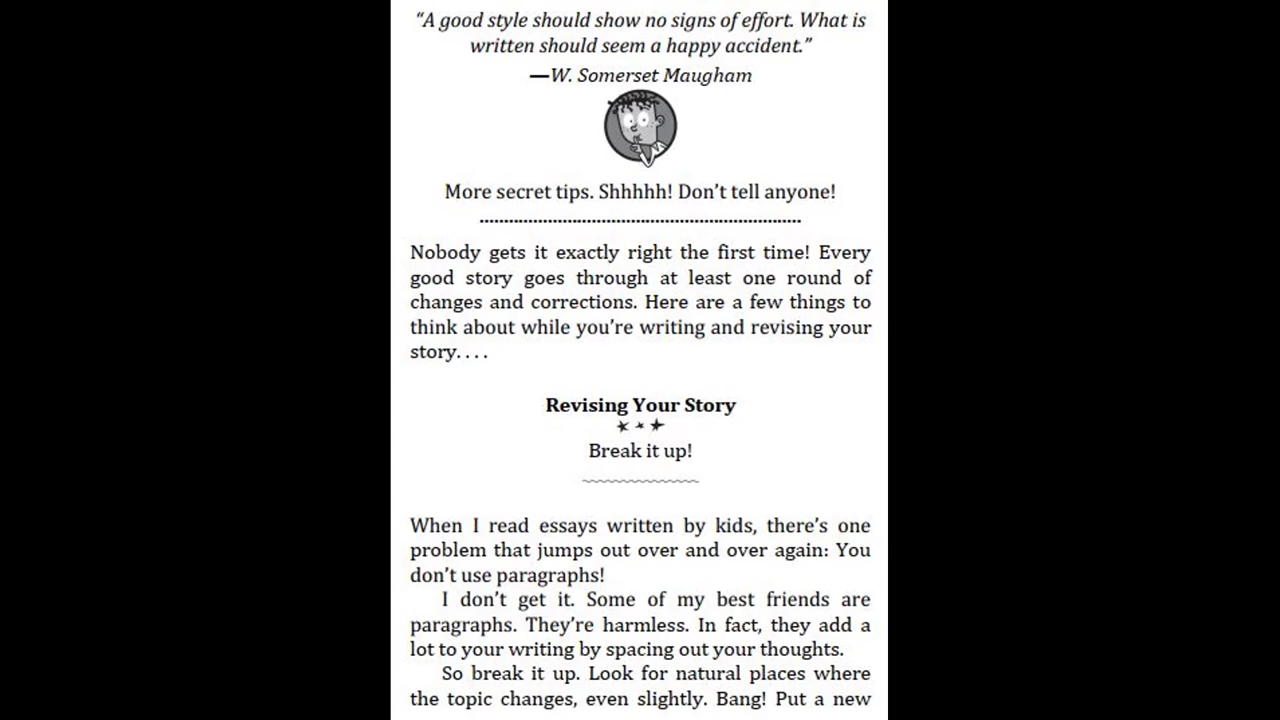 “A good style should show no signs of effort. What is
written should seem a happy accident.”
—W. Somerset Maugham
More secret tips. Shhhhh! Don’t tell anyone!
Nobody gets it exactly right the first time! Every
good story goes through at least one round of
changes and corrections. Here are a few things to
think about while you’re writing and revising your
story. . . .
Revising Your Story
Break it up!
When I read essays written by kids, there’s one
problem that jumps out over and over again: You
don’t use paragraphs!
I don’t get it. Some of my best friends are
paragraphs. They’re harmless. In fact, they add a
lot to your writing by spacing out your thoughts.
So break it up. Look for natural places where
the topic changes, even slightly. Bang! Put a new